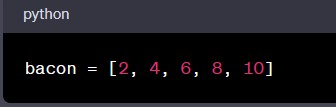 python
bacon = [2, 4, 6, 8, 10]